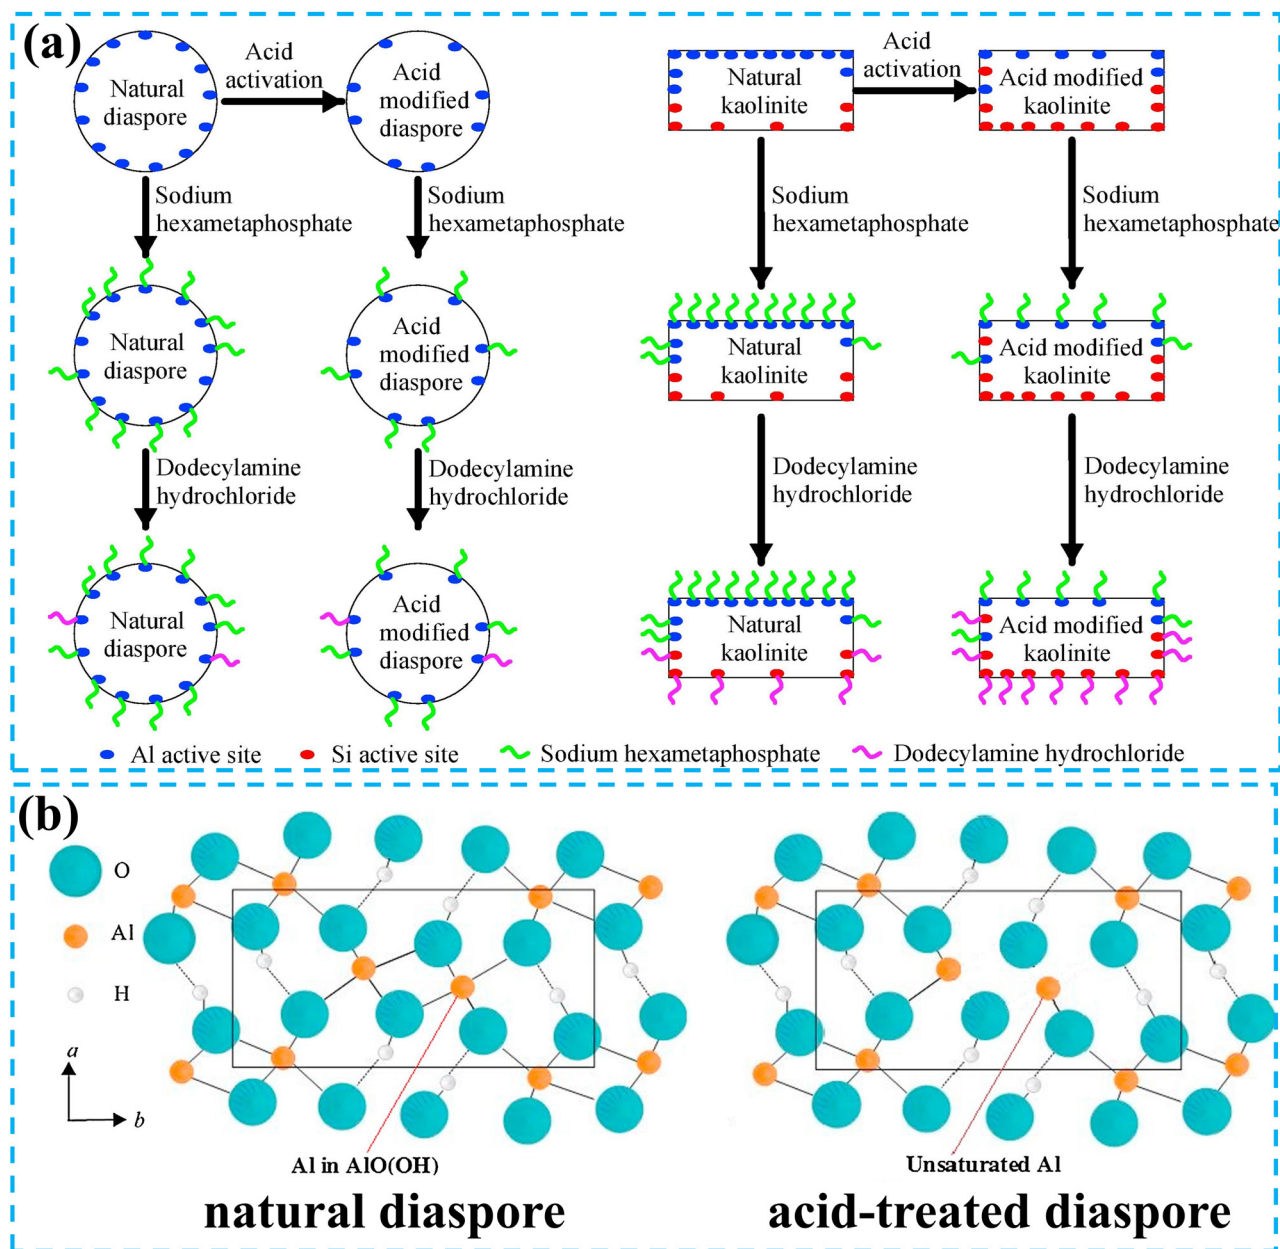 (a)
Natural
diaspore
Acid
activation
Acid
modified
diaspore
Natural
kaolinite
Acid
activation
Acid modified
kaolinite
Sodium
hexametaphosphate
Sodium
hexametaphosphate
Sodium
hexametaphosphate
Sodium
hexametaphosphate
Natural
diaspore
Acid
modified
diaspore
Natural
kaolinite
Acid modified
kaolinite
Dodecylamine
hydrochloride
Dodecylamine
hydrochloride
Dodecylamine
hydrochloride
Dodecylamine
hydrochloride
Natural
diaspore
Acid
modified
diaspore
Natural
kaolinite
Acid modified
kaolinite
Al active site
Si active site
Sodium hexametaphosphate
Dodecylamine hydrochloride
(b)
O
Al
H
a
b
Al in AlO(OH)
Unsaturated Al
natural diaspore
acid-treated diaspore